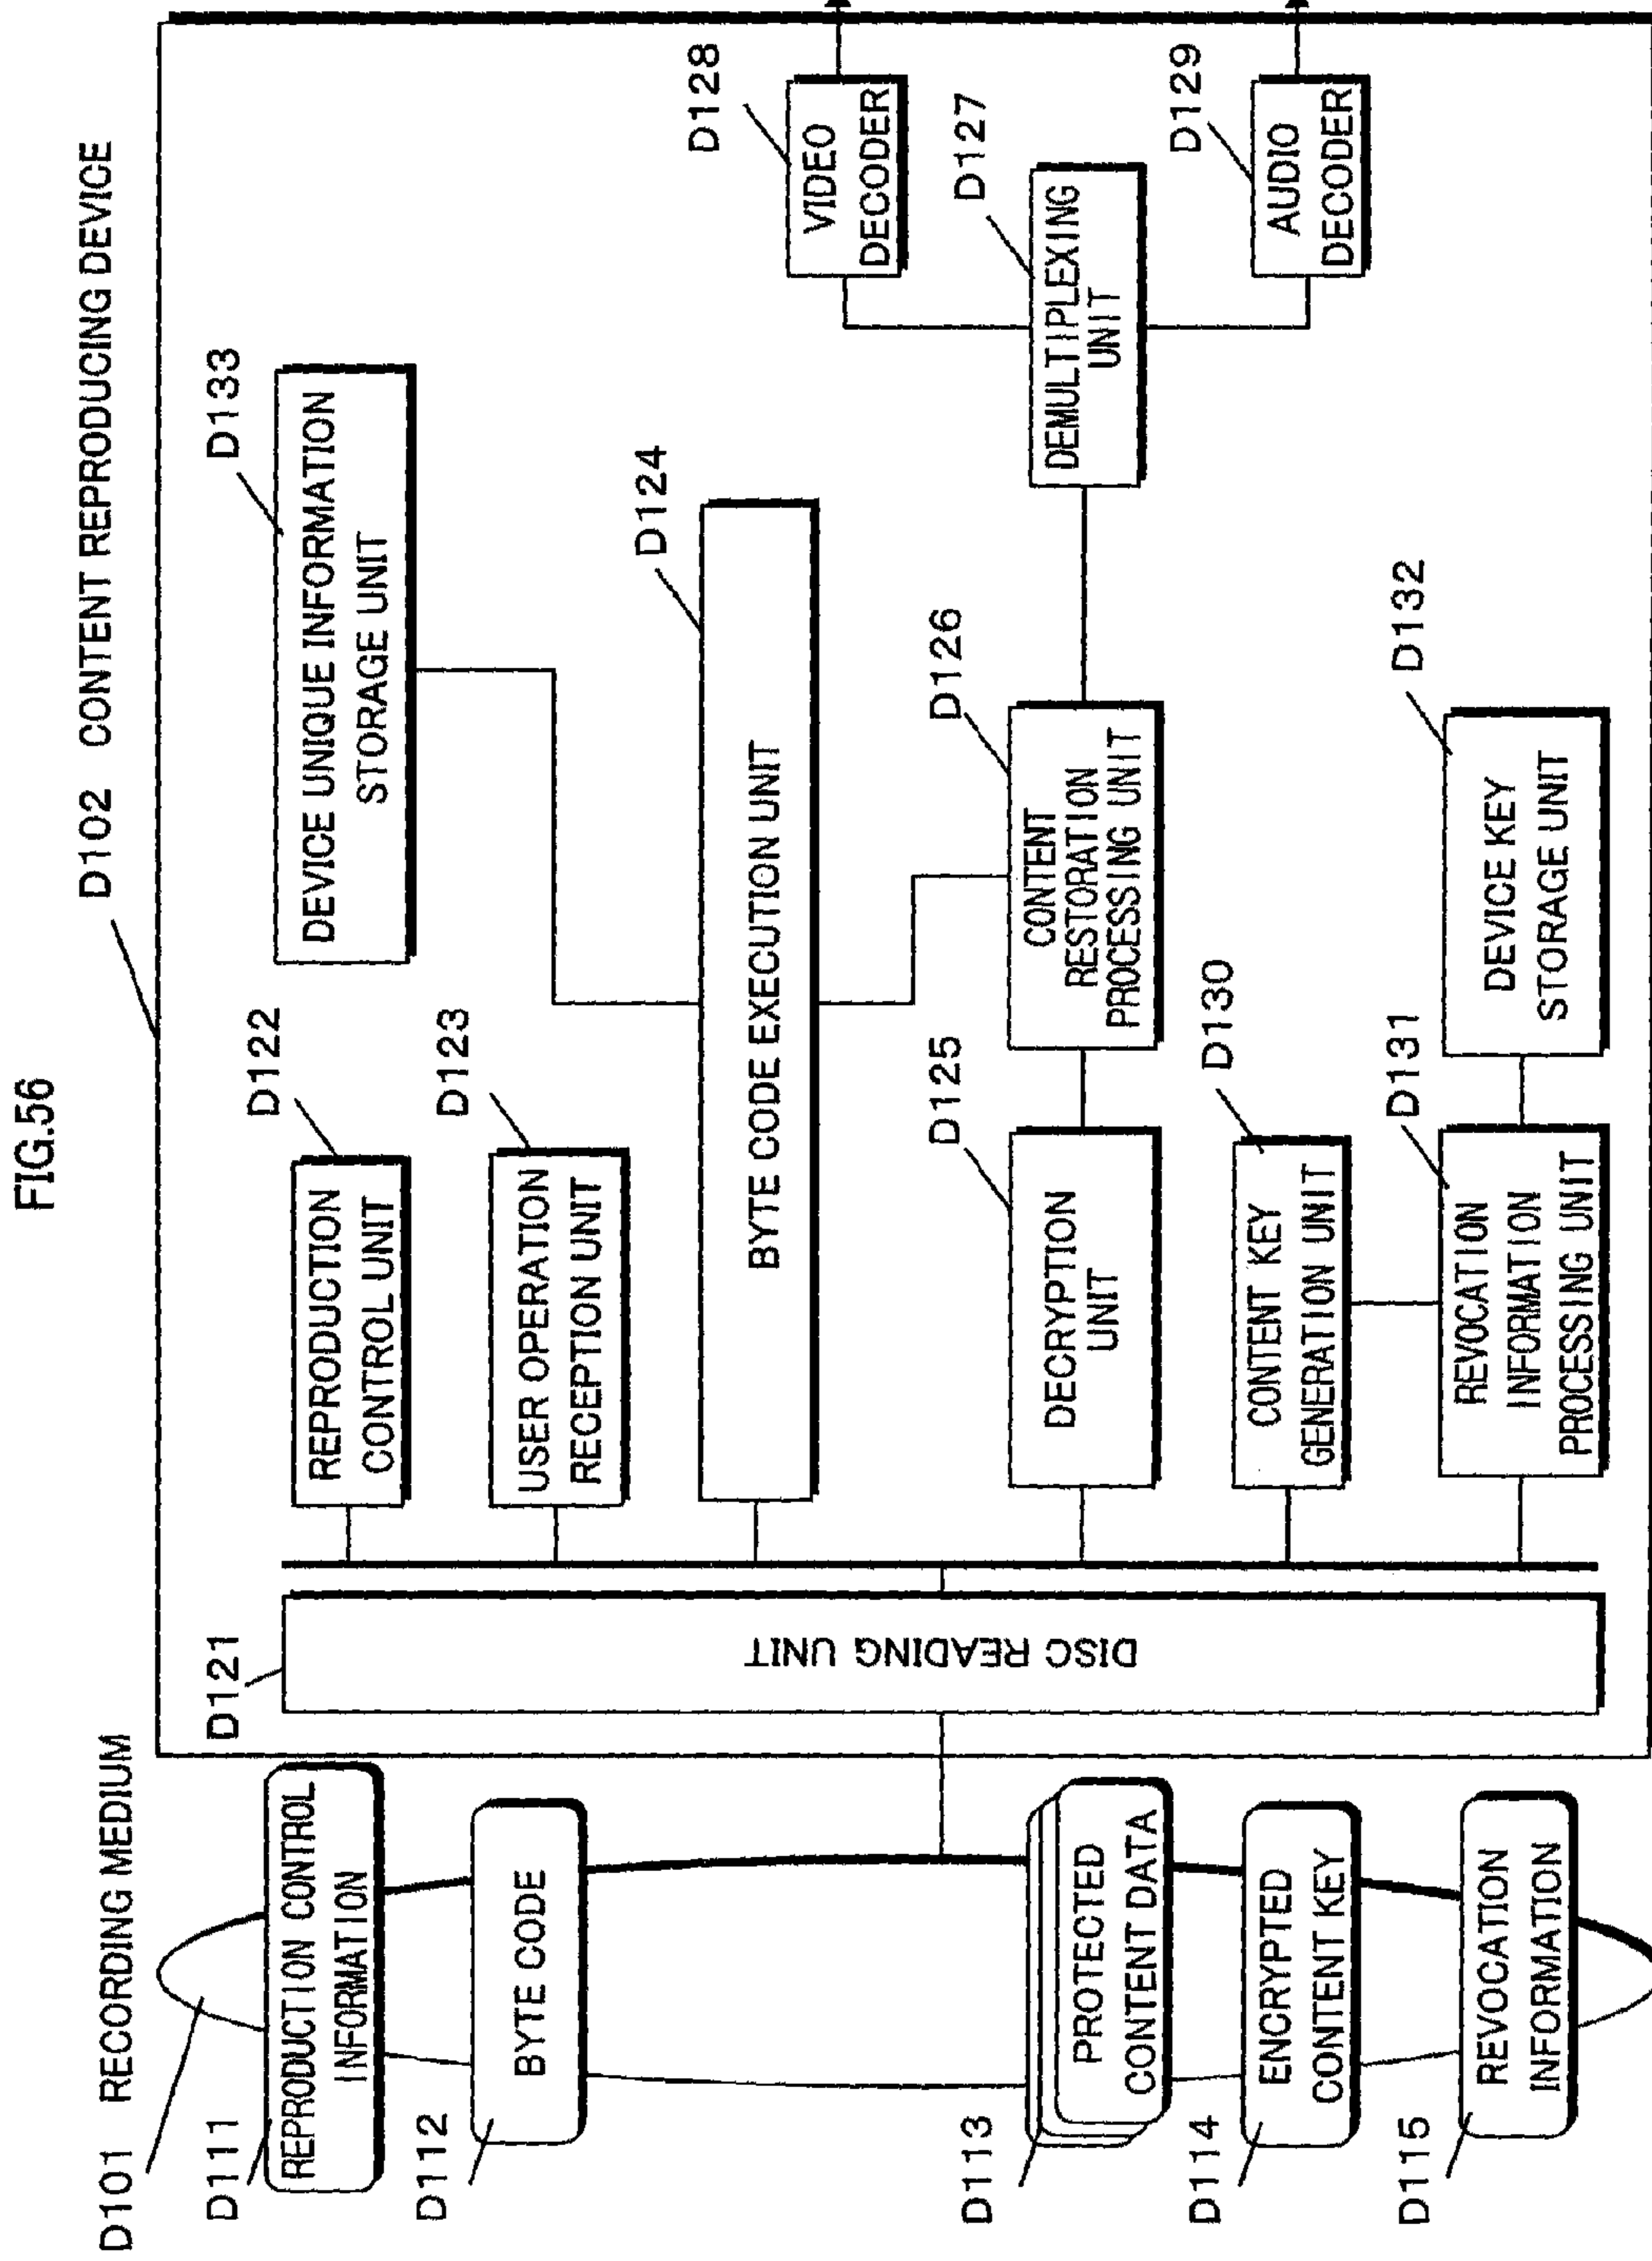 FIG.56
D101 RECORDING MEDIUM
D102 CONTENT REPRODUCING DEVICE
D111
REPRODUCTION CONTROL
INFORMATION
D112
BYTE CODE
D113
PROTECTED
CONTENT DATA
D114
ENCRYPTED
CONTENT KEY
D115
REVOCATION
INFORMATION
D121
DISC READING UNIT
D122
REPRODUCTION
CONTROL UNIT
D123
USER OPERATION
RECEPTION UNIT
D133
DEVICE UNIQUE INFORMATION
STORAGE UNIT
D124
BYTE CODE EXECUTION UNIT
D125
DECRYPTION
UNIT
D126
CONTENT
RESTORATION
PROCESSING UNIT
D127
DEMULTIPLEXING
UNIT
D128
VIDEO
DECODER
D129
AUDIO
DECODER
D130
CONTENT KEY
GENERATION UNIT
D131
REVOCATION
INFORMATION
PROCESSING UNIT
D132
DEVICE KEY
STORAGE UNIT